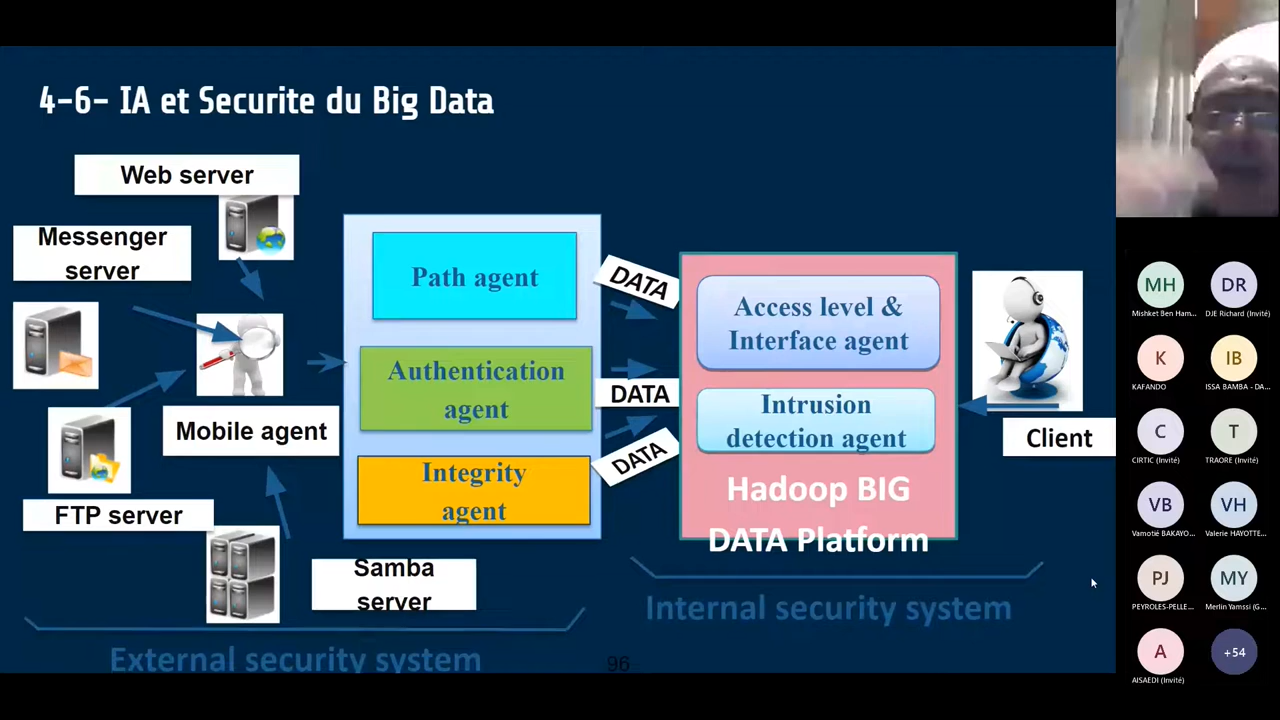 4-6- IA et Securite du Big Data
Web server
Messenger
server
Mobile agent
FTP server
Samba
server
External security system
Path agent
Authentication
agent
Integrity
agent
DATA
DATA
DATA
Access level &
Interface agent
Intrusion
detection agent
Hadoop BIG
DATA Platform
Client
Internal security system
96
MH
Mishket Ben Ham...
DR
DJE Richard (Invité)
K
KAFANDO
IB
ISSA BAMBA - DA...
C
CIRTIC (Invité)
T
TRAORE (Invité)
VB
Vamotié BAKAYO...
VH
Valerie HAYOTTE...
PJ
PEYROLES-PELLE...
MY
Merlin Yamssi (G...
A
AISAEDI (Invité)
+54